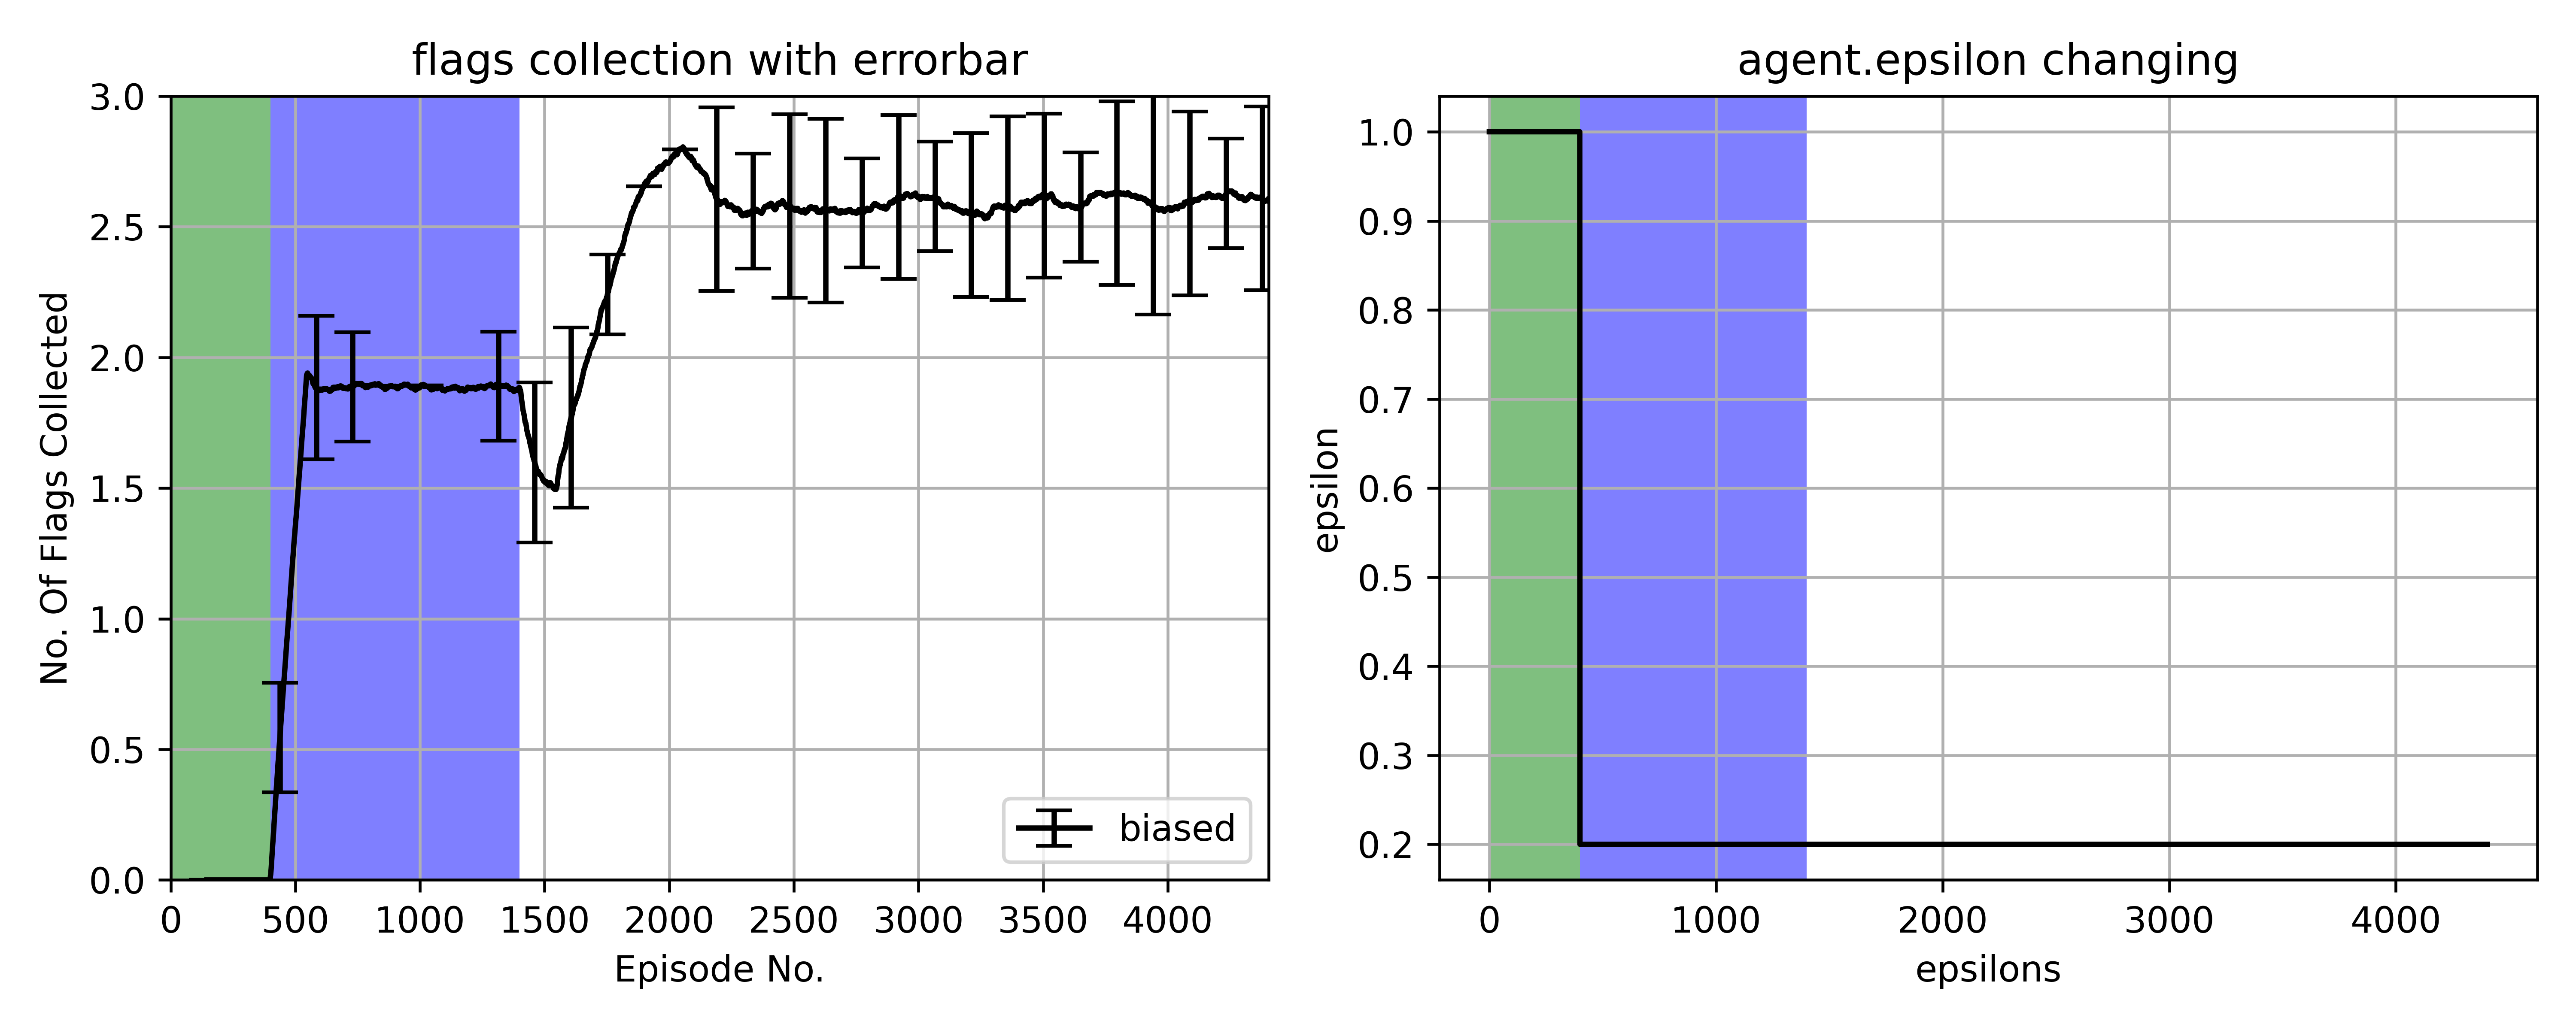 flags collection with errorbar
3.0
2.5
2.0
1.5
1.0
0.5
0.0
No. Of Flags Collected
biased
0 500 1000 1500 2000 2500 3000 3500 4000
Episode No.
agent.epsilon changing
1.0
0.9
0.8
0.7
0.6
0.5
0.4
0.3
0.2
epsilon
0 1000 2000 3000 4000
epsilons